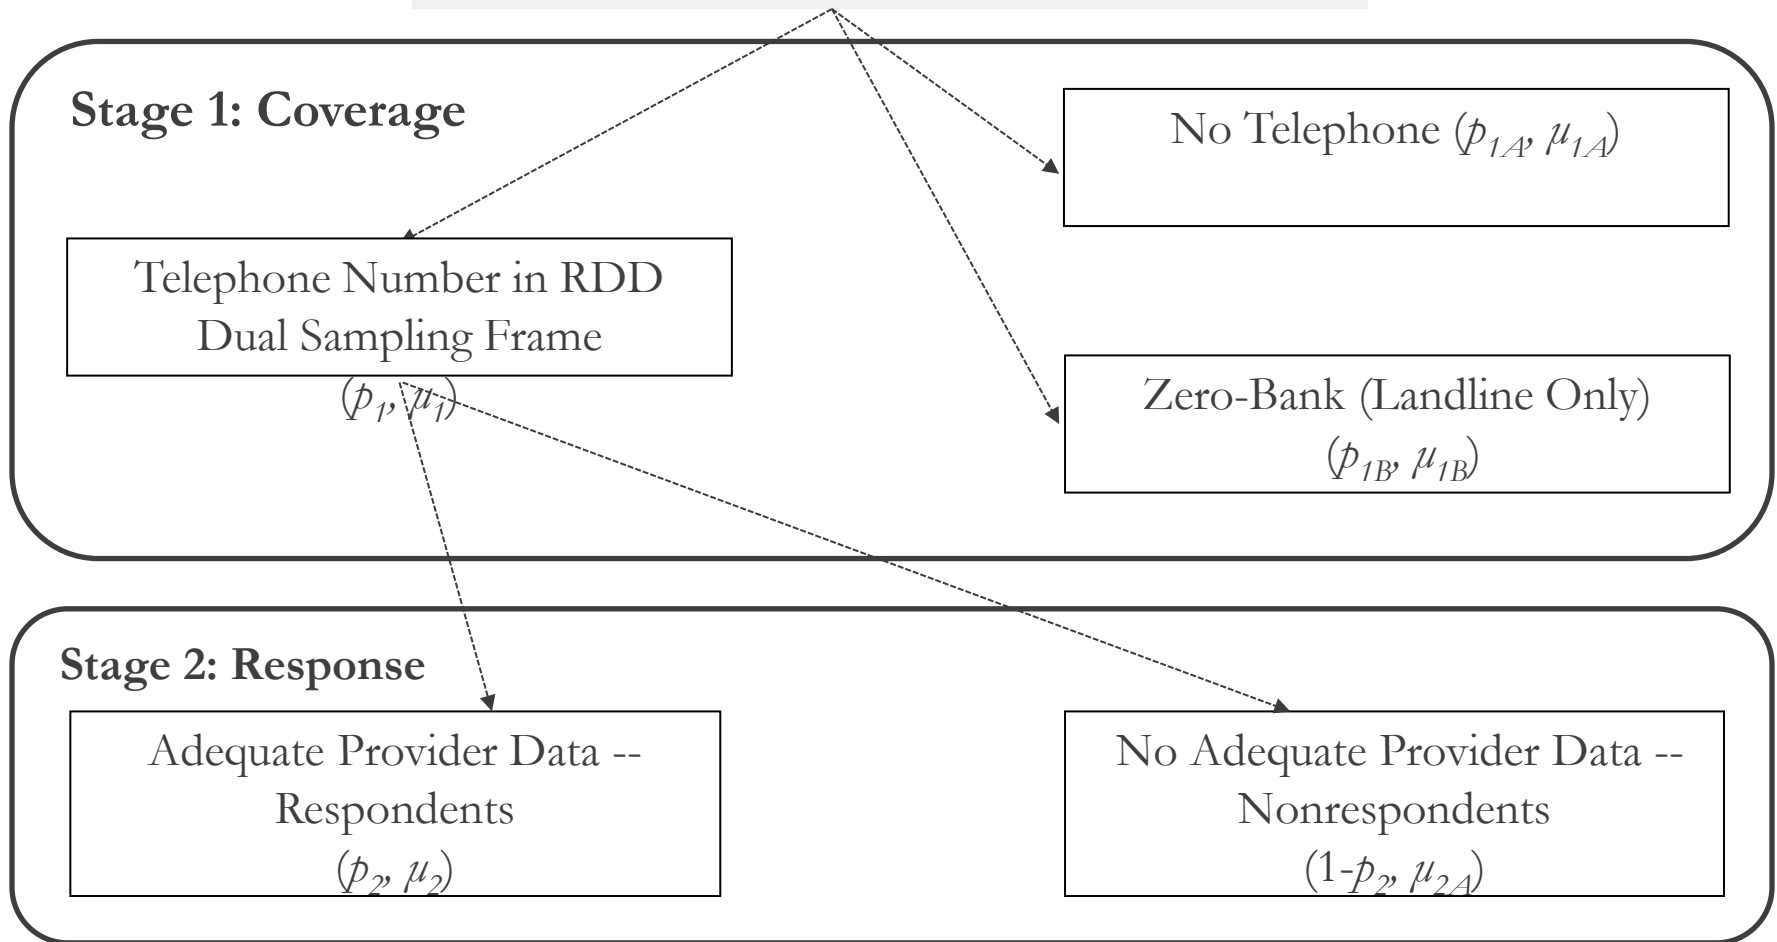 Stage 1: Coverage
No Telephone (p1A, μ1A)
Telephone Number in RDD
Dual Sampling Frame
(p1, μ1)
Zero-Bank (Landline Only)
(p1B, μ1B)
Stage 2: Response
Adequate Provider Data --
Respondents
(p2, μ2)
No Adequate Provider Data --
Nonrespondents
(1-p2, μ2A)